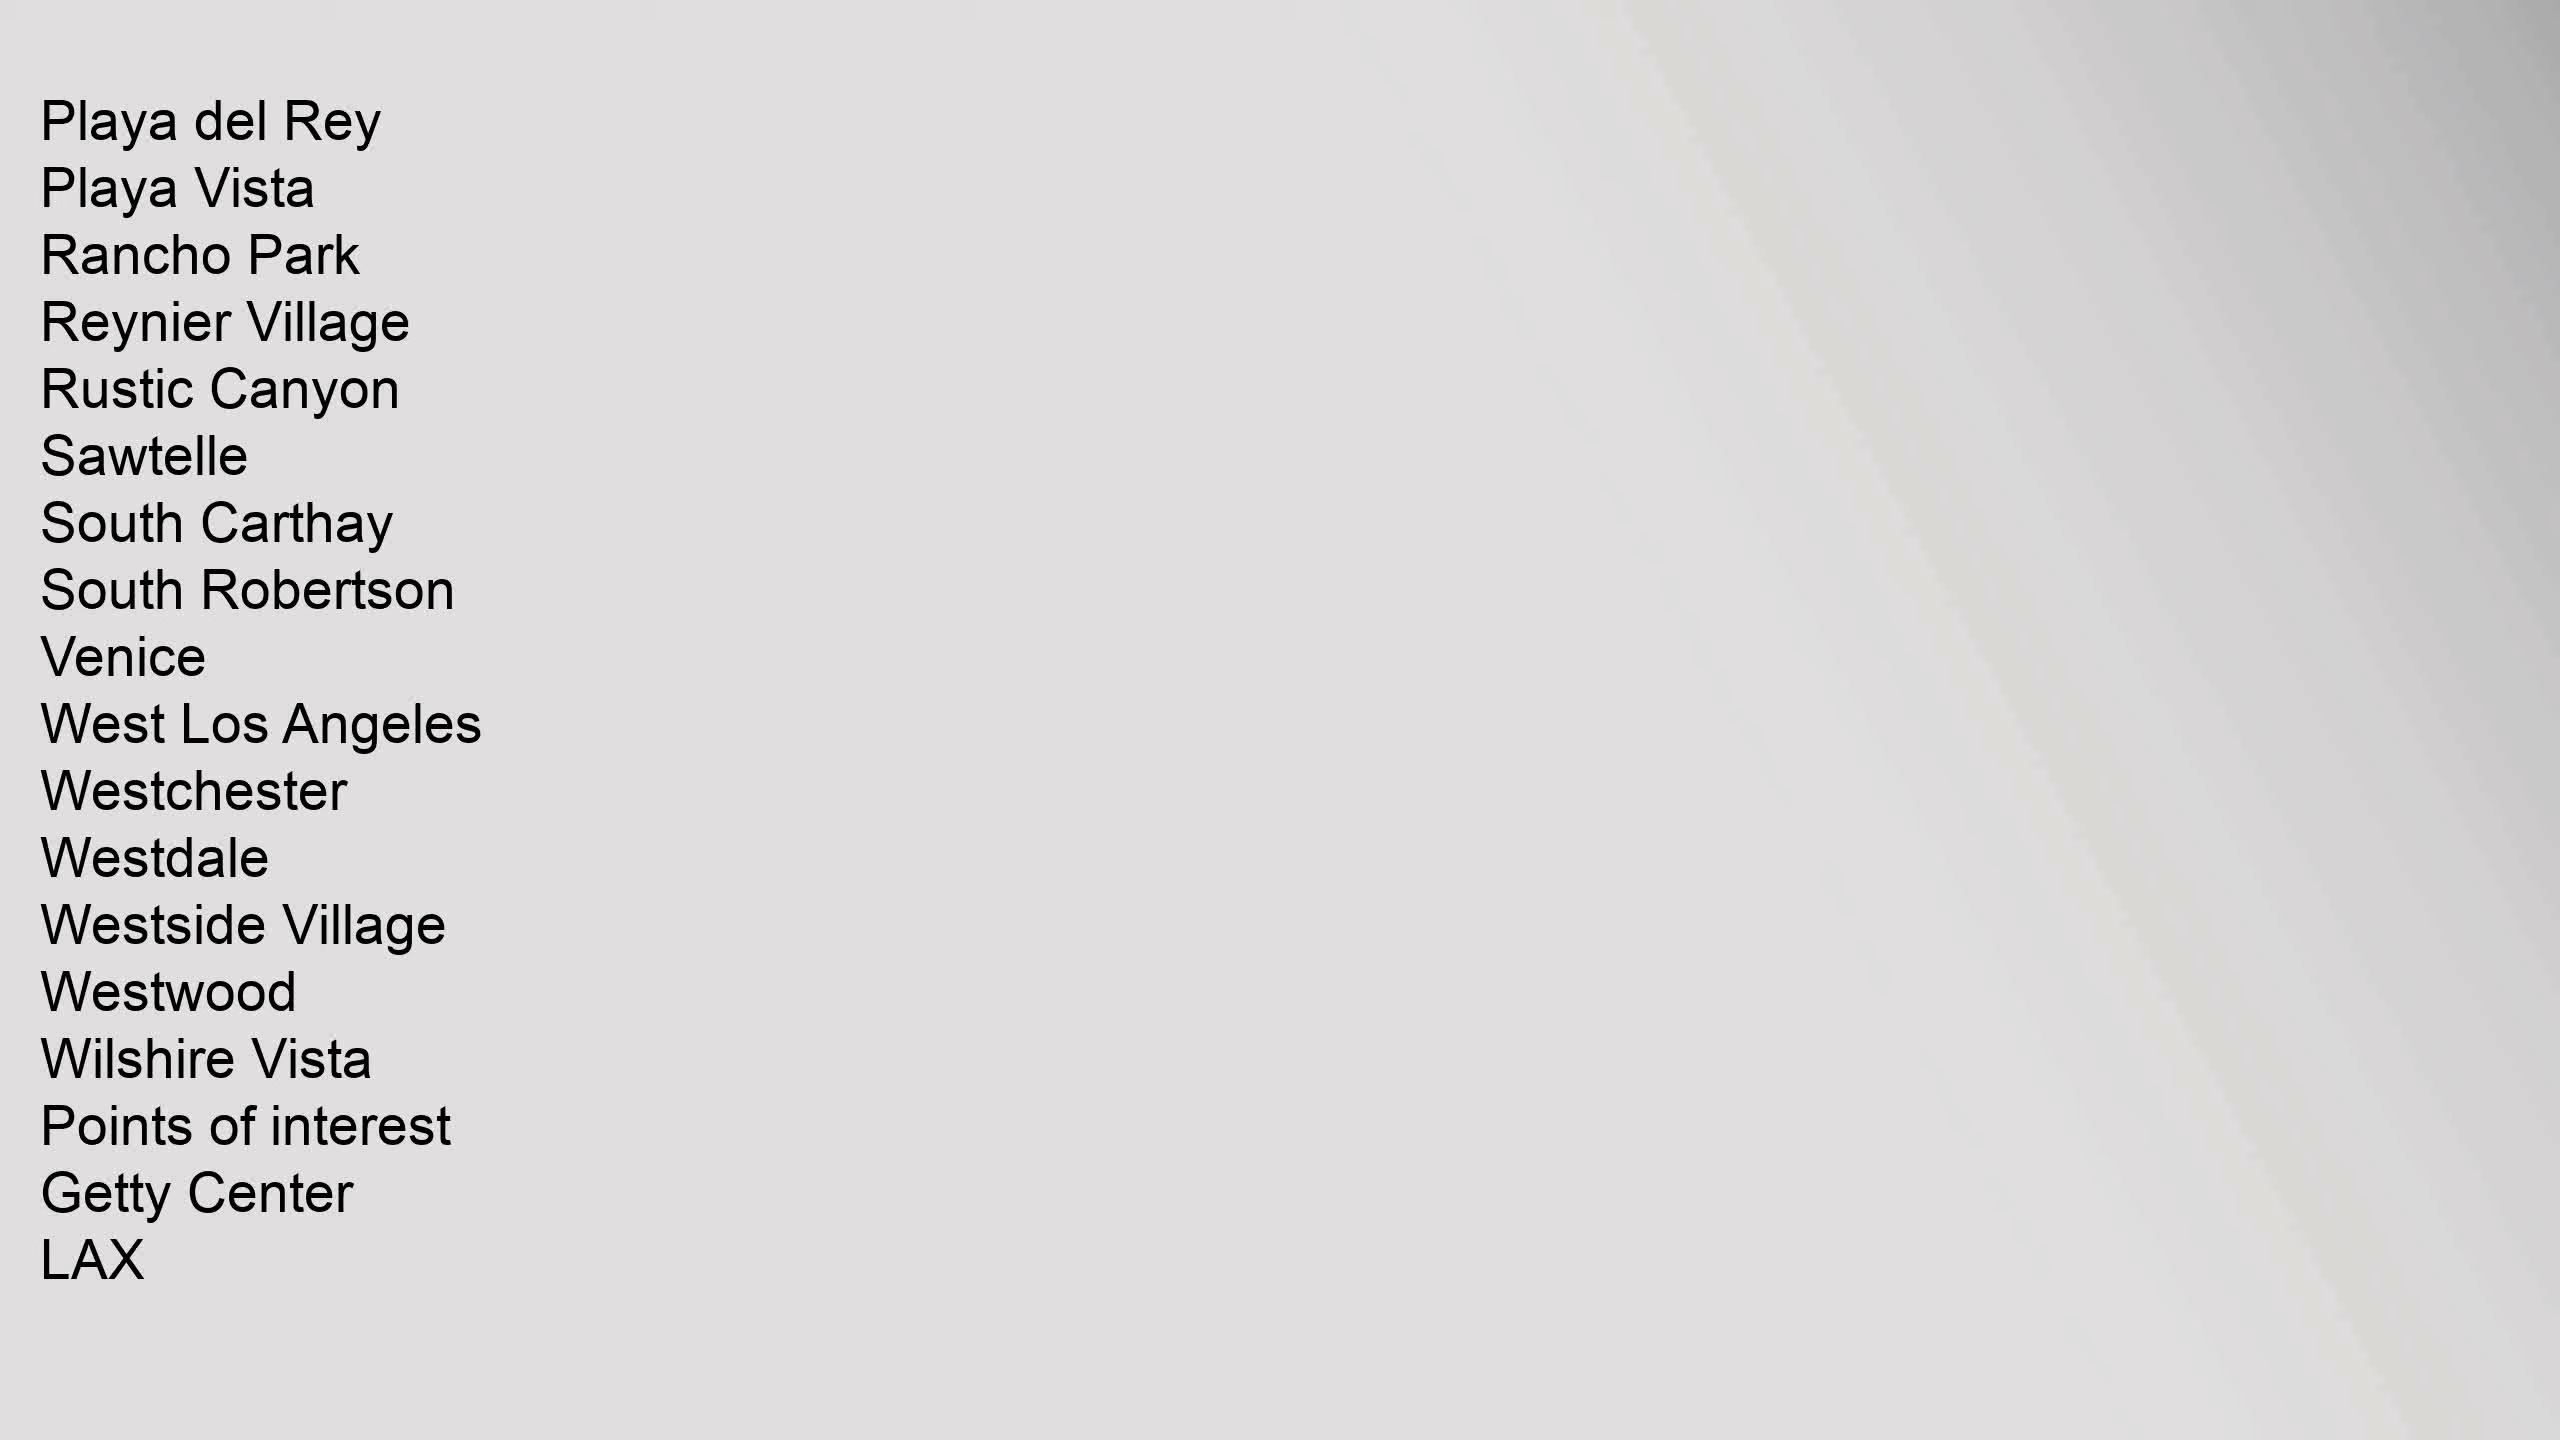 Playa del Rey
Playa Vista
Rancho Park
Reynier Village
Rustic Canyon
Sawtelle
South Carthay
South Robertson
Venice
West Los Angeles
Westchester
Westdale
Westside Village
Westwood
Wilshire Vista
Points of interest
Getty Center
LAX